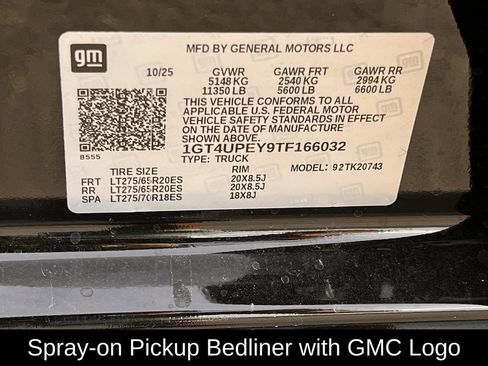 gm
MFD BY GENERAL MOTORS LLC
10/25 GVWR GAWR FRT GAWR RR
5148 KG 2540 KG 2994 KG
11350 LB 5600 LB 6600 LB
THIS VEHICLE CONFORMS TO ALL
APPLICABLE U.S. FEDERAL MOTOR
VEHICLE SAFETY STANDARDS IN EFFECT
ON THE DATE OF MANUFACTURE
SHOWN ABOVE.
1GT4UPEY9TF166032
B555 TYPE: TRUCK
TIRE SIZE RIM MODEL: 92TK20743
FRT LT275/65R20ES 20X8.5J
RR LT275/65R20ES 20X8.5J
SPA LT275/70R18ES 18X8J
Spray-on Pickup Bedliner with GMC Logo